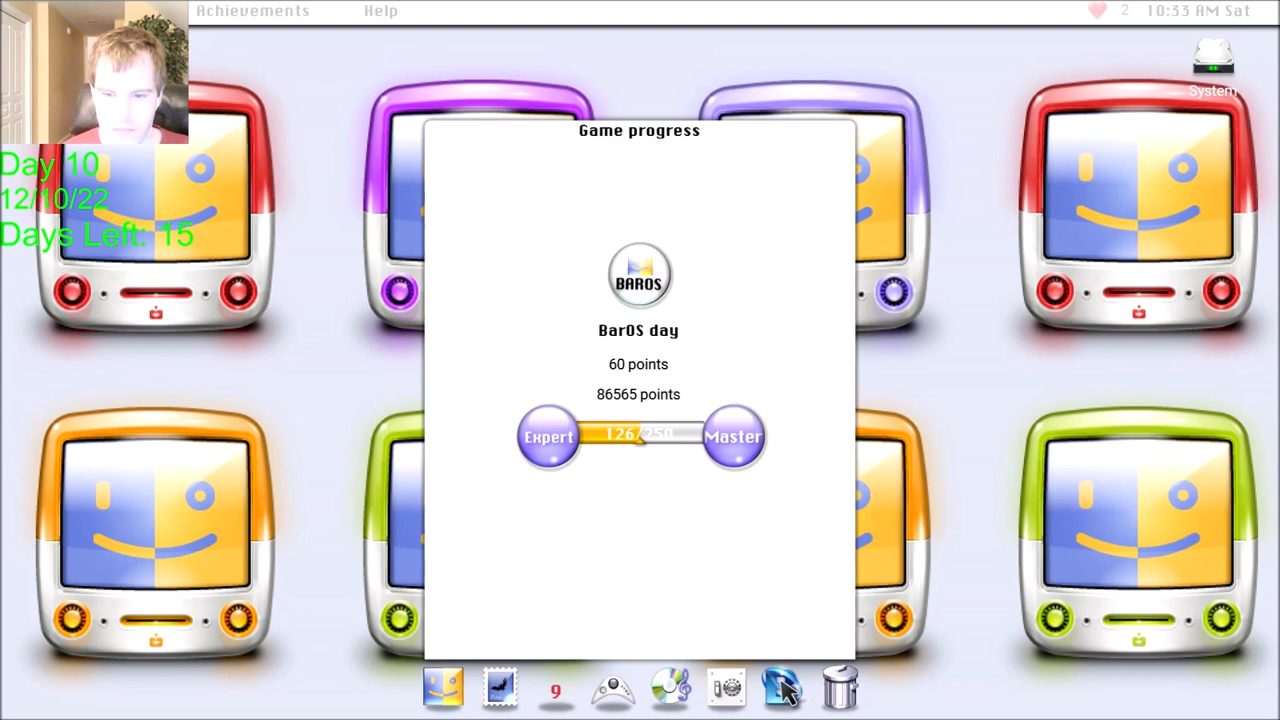 Achievements Help 2 10:33 AM Sat
System
Day 10
12/10/22
Days Left: 15
Game progress
BAROS
BarOS day
60 points
86565 points
Expert 126/250 Master
9